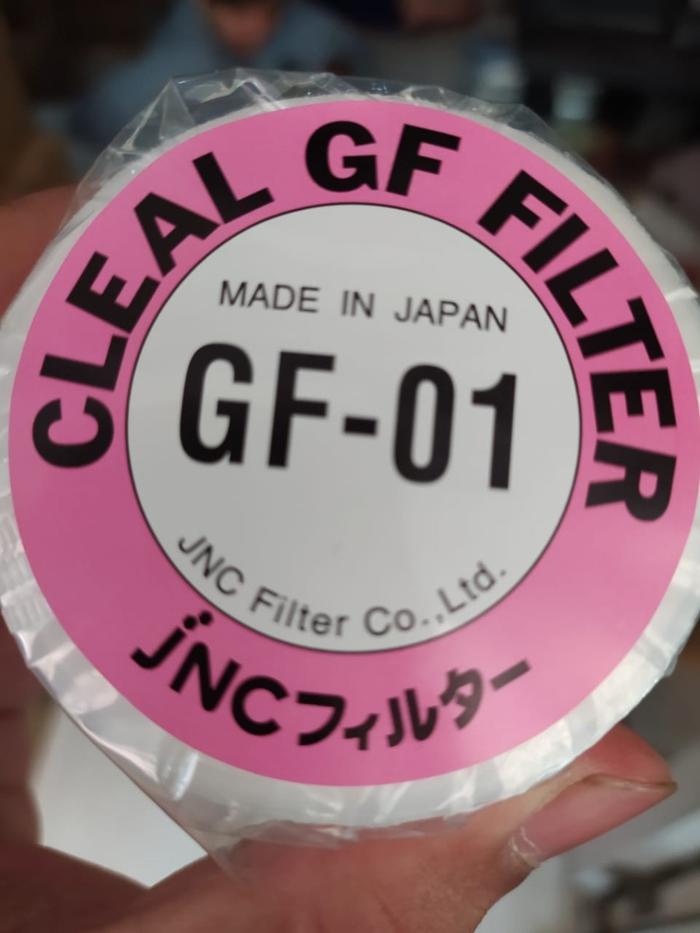 CLEAL GF FILTER
MADE IN JAPAN
GF-01
JNC Filter Co.,Ltd.
JNCフィルター